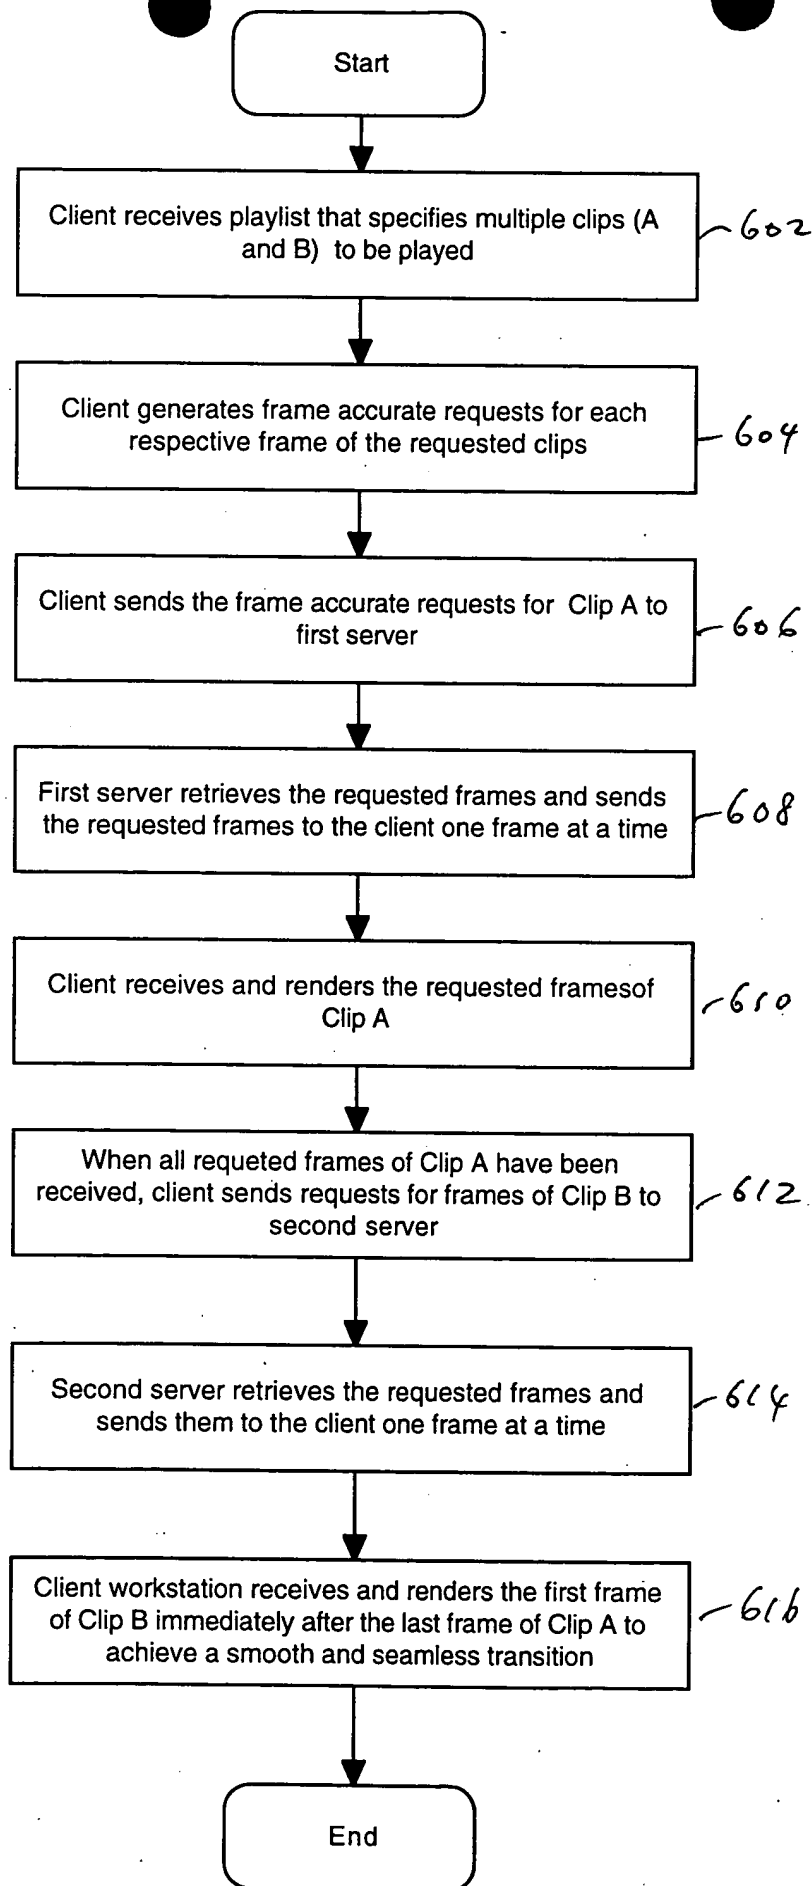 Start
Client receives playlist that specifies multiple clips (A
and B) to be played
602
Client generates frame accurate requests for each
respective frame of the requested clips
604
Client sends the frame accurate requests for Clip A to
first server
606
First server retrieves the requested frames and sends
the requested frames to the client one frame at a time
608
Client receives and renders the requested framesof
Clip A
610
When all requeted frames of Clip A have been
received, client sends requests for frames of Clip B to
second server
612
Second server retrieves the requested frames and
sends them to the client one frame at a time
614
Client workstation receives and renders the first frame
of Clip B immediately after the last frame of Clip A to
achieve a smooth and seamless transition
616
End